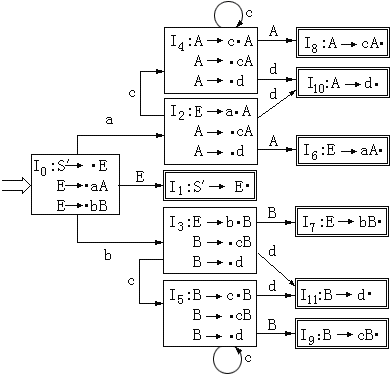 c
I4:A → c·A
A → ·cA
A → ·d
A
I8:A → cA·
d
I10:A → d·
d
c
I2:E → a·A
A → ·cA
A → ·d
A
I6:E → aA·
a
I0:S′ → ·E
E → ·aA
E → ·bB
E
I1:S′ → E·
b
I3:E → b·B
B → ·cB
B → ·d
B
I7:E → bB·
d
c
I5:B → c·B
B → ·cB
B → ·d
d
I11:B → d·
B
I9:B → cB·
c